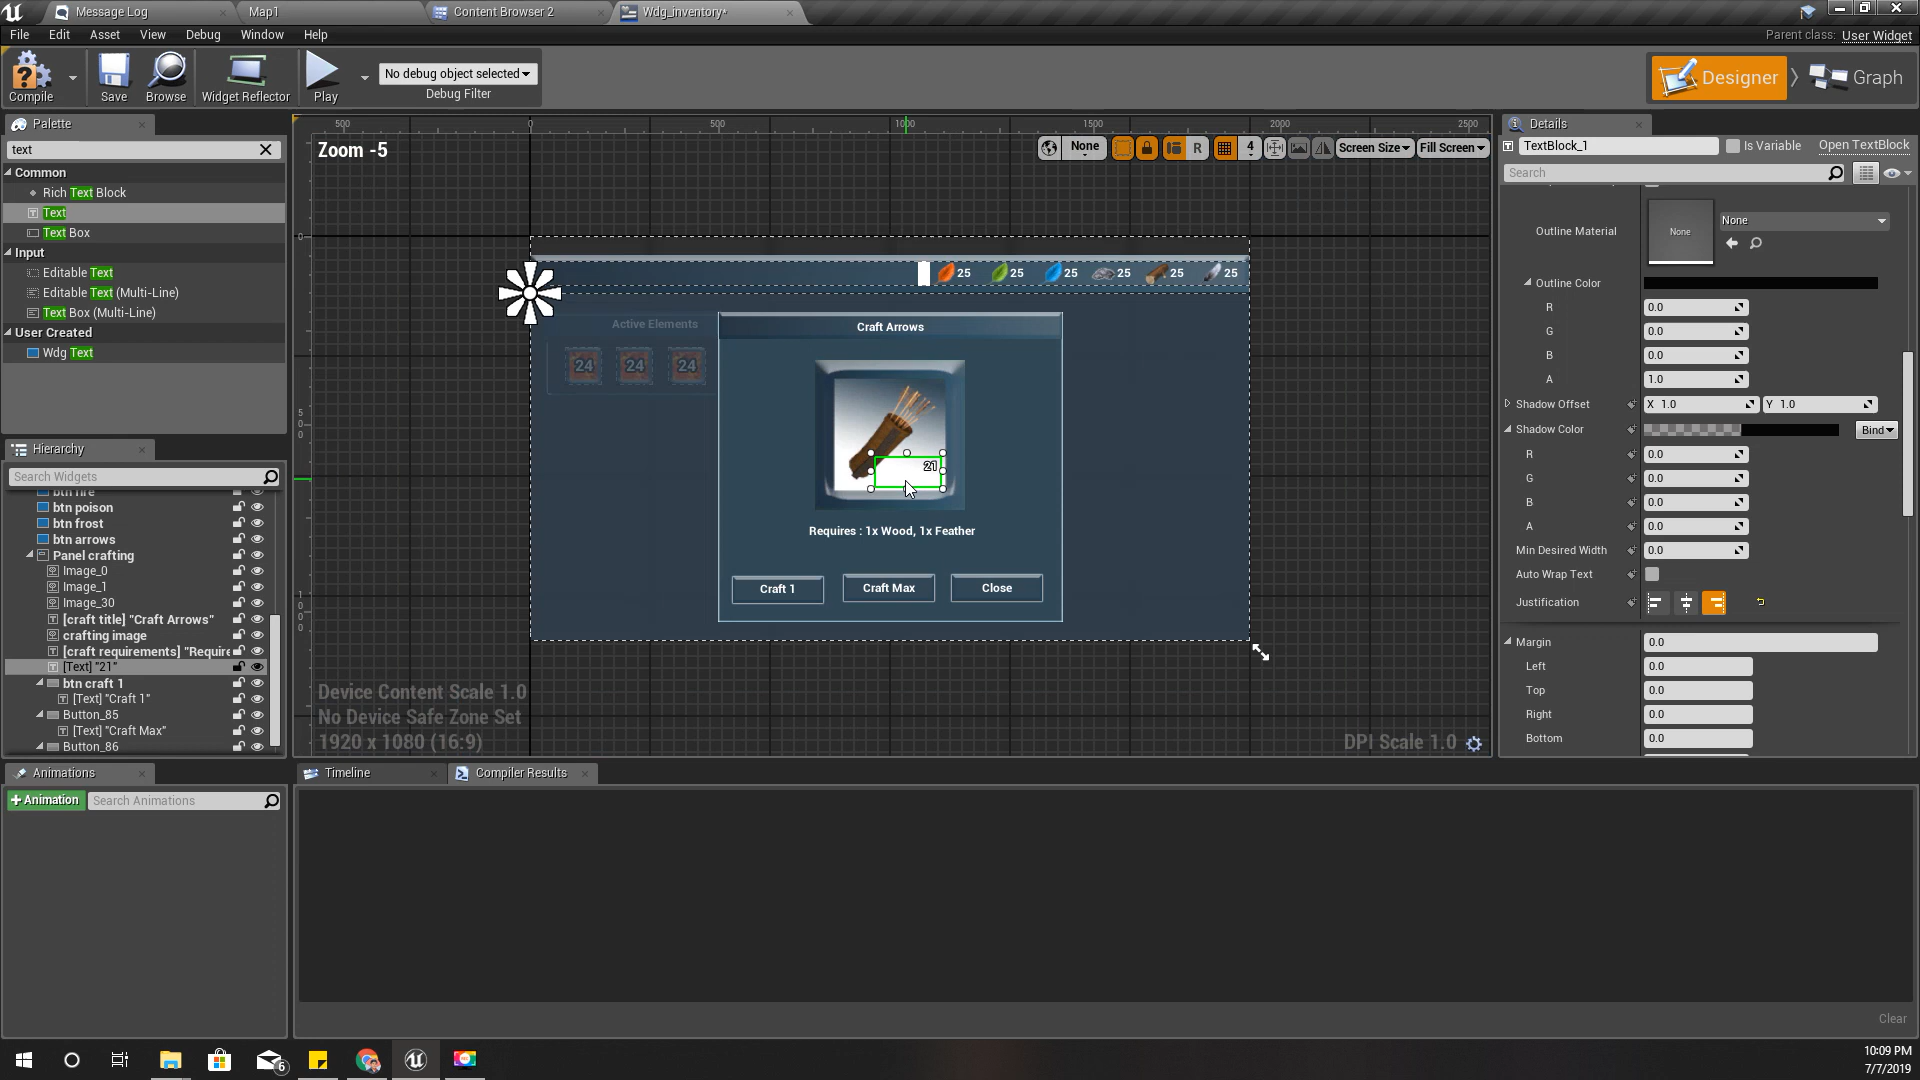 Message Log
Map1
Content Browser 2
Wdg_inventory*
File Edit Asset View Debug Window Help
Parent class: User Widget
Compile
Save
Browse
Widget Reflector
Play
No debug object selected
Debug Filter
Designer
Graph
Palette
text
Common
Rich Text Block
Text
Text Box
Input
Editable Text
Editable Text (Multi-Line)
Text Box (Multi-Line)
User Created
Wdg Text
Hierarchy
Search Widgets
btn fire
btn poison
btn frost
btn arrows
Panel crafting
Image_0
Image_1
Image_30
[craft title] "Craft Arrows"
crafting image
[craft requirements] "Require
[Text] "21"
btn craft 1
[Text] "Craft 1"
Button_85
[Text] "Craft Max"
Button_86
500 0 500 1000 1500 2000 2500
0
500
1000
Zoom -5
None
R
4
Screen Size
Fill Screen
25 25 25 25 25 25
Active Elements
24 24 24
Craft Arrows
21
Requires : 1x Wood, 1x Feather
Craft 1
Craft Max
Close
Device Content Scale 1.0
No Device Safe Zone Set
1920 x 1080 (16:9)
DPI Scale 1.0
Details
TextBlock_1
Is Variable
Open TextBlock
Search
Outline Material
None
None
Outline Color
R 0.0
G 0.0
B 0.0
A 1.0
Shadow Offset X 1.0 Y 1.0
Shadow Color
Bind
R 0.0
G 0.0
B 0.0
A 0.0
Min Desired Width 0.0
Auto Wrap Text
Justification
Margin 0.0
Left 0.0
Top 0.0
Right 0.0
Bottom 0.0
Animations
+ Animation
Search Animations
Timeline
Compiler Results
Clear
6
10:09 PM
7/7/2019